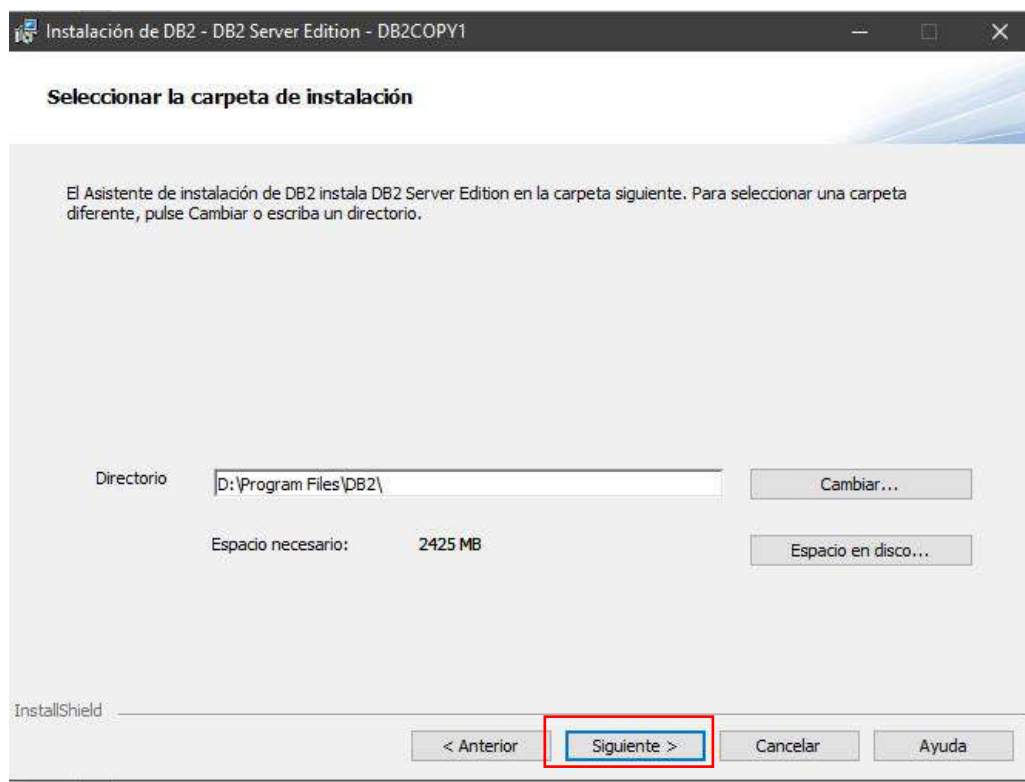 Instalación de DB2 - DB2 Server Edition - DB2COPY1
Seleccionar la carpeta de instalación
El Asistente de instalación de DB2 instala DB2 Server Edition en la carpeta siguiente. Para seleccionar una carpeta
diferente, pulse Cambiar o escriba un directorio.
Directorio D:\Program Files\DB2\ Cambiar...
Espacio necesario: 2425 MB Espacio en disco...
InstallShield
< Anterior Siguiente > Cancelar Ayuda